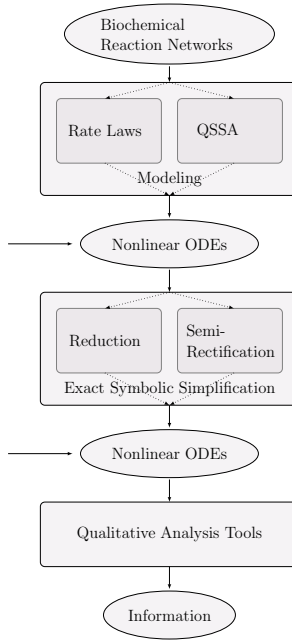 Biochemical
Reaction Networks
Rate Laws
QSSA
Modeling
Nonlinear ODEs
Reduction
Semi-
Rectification
Exact Symbolic Simplification
Nonlinear ODEs
Qualitative Analysis Tools
Information